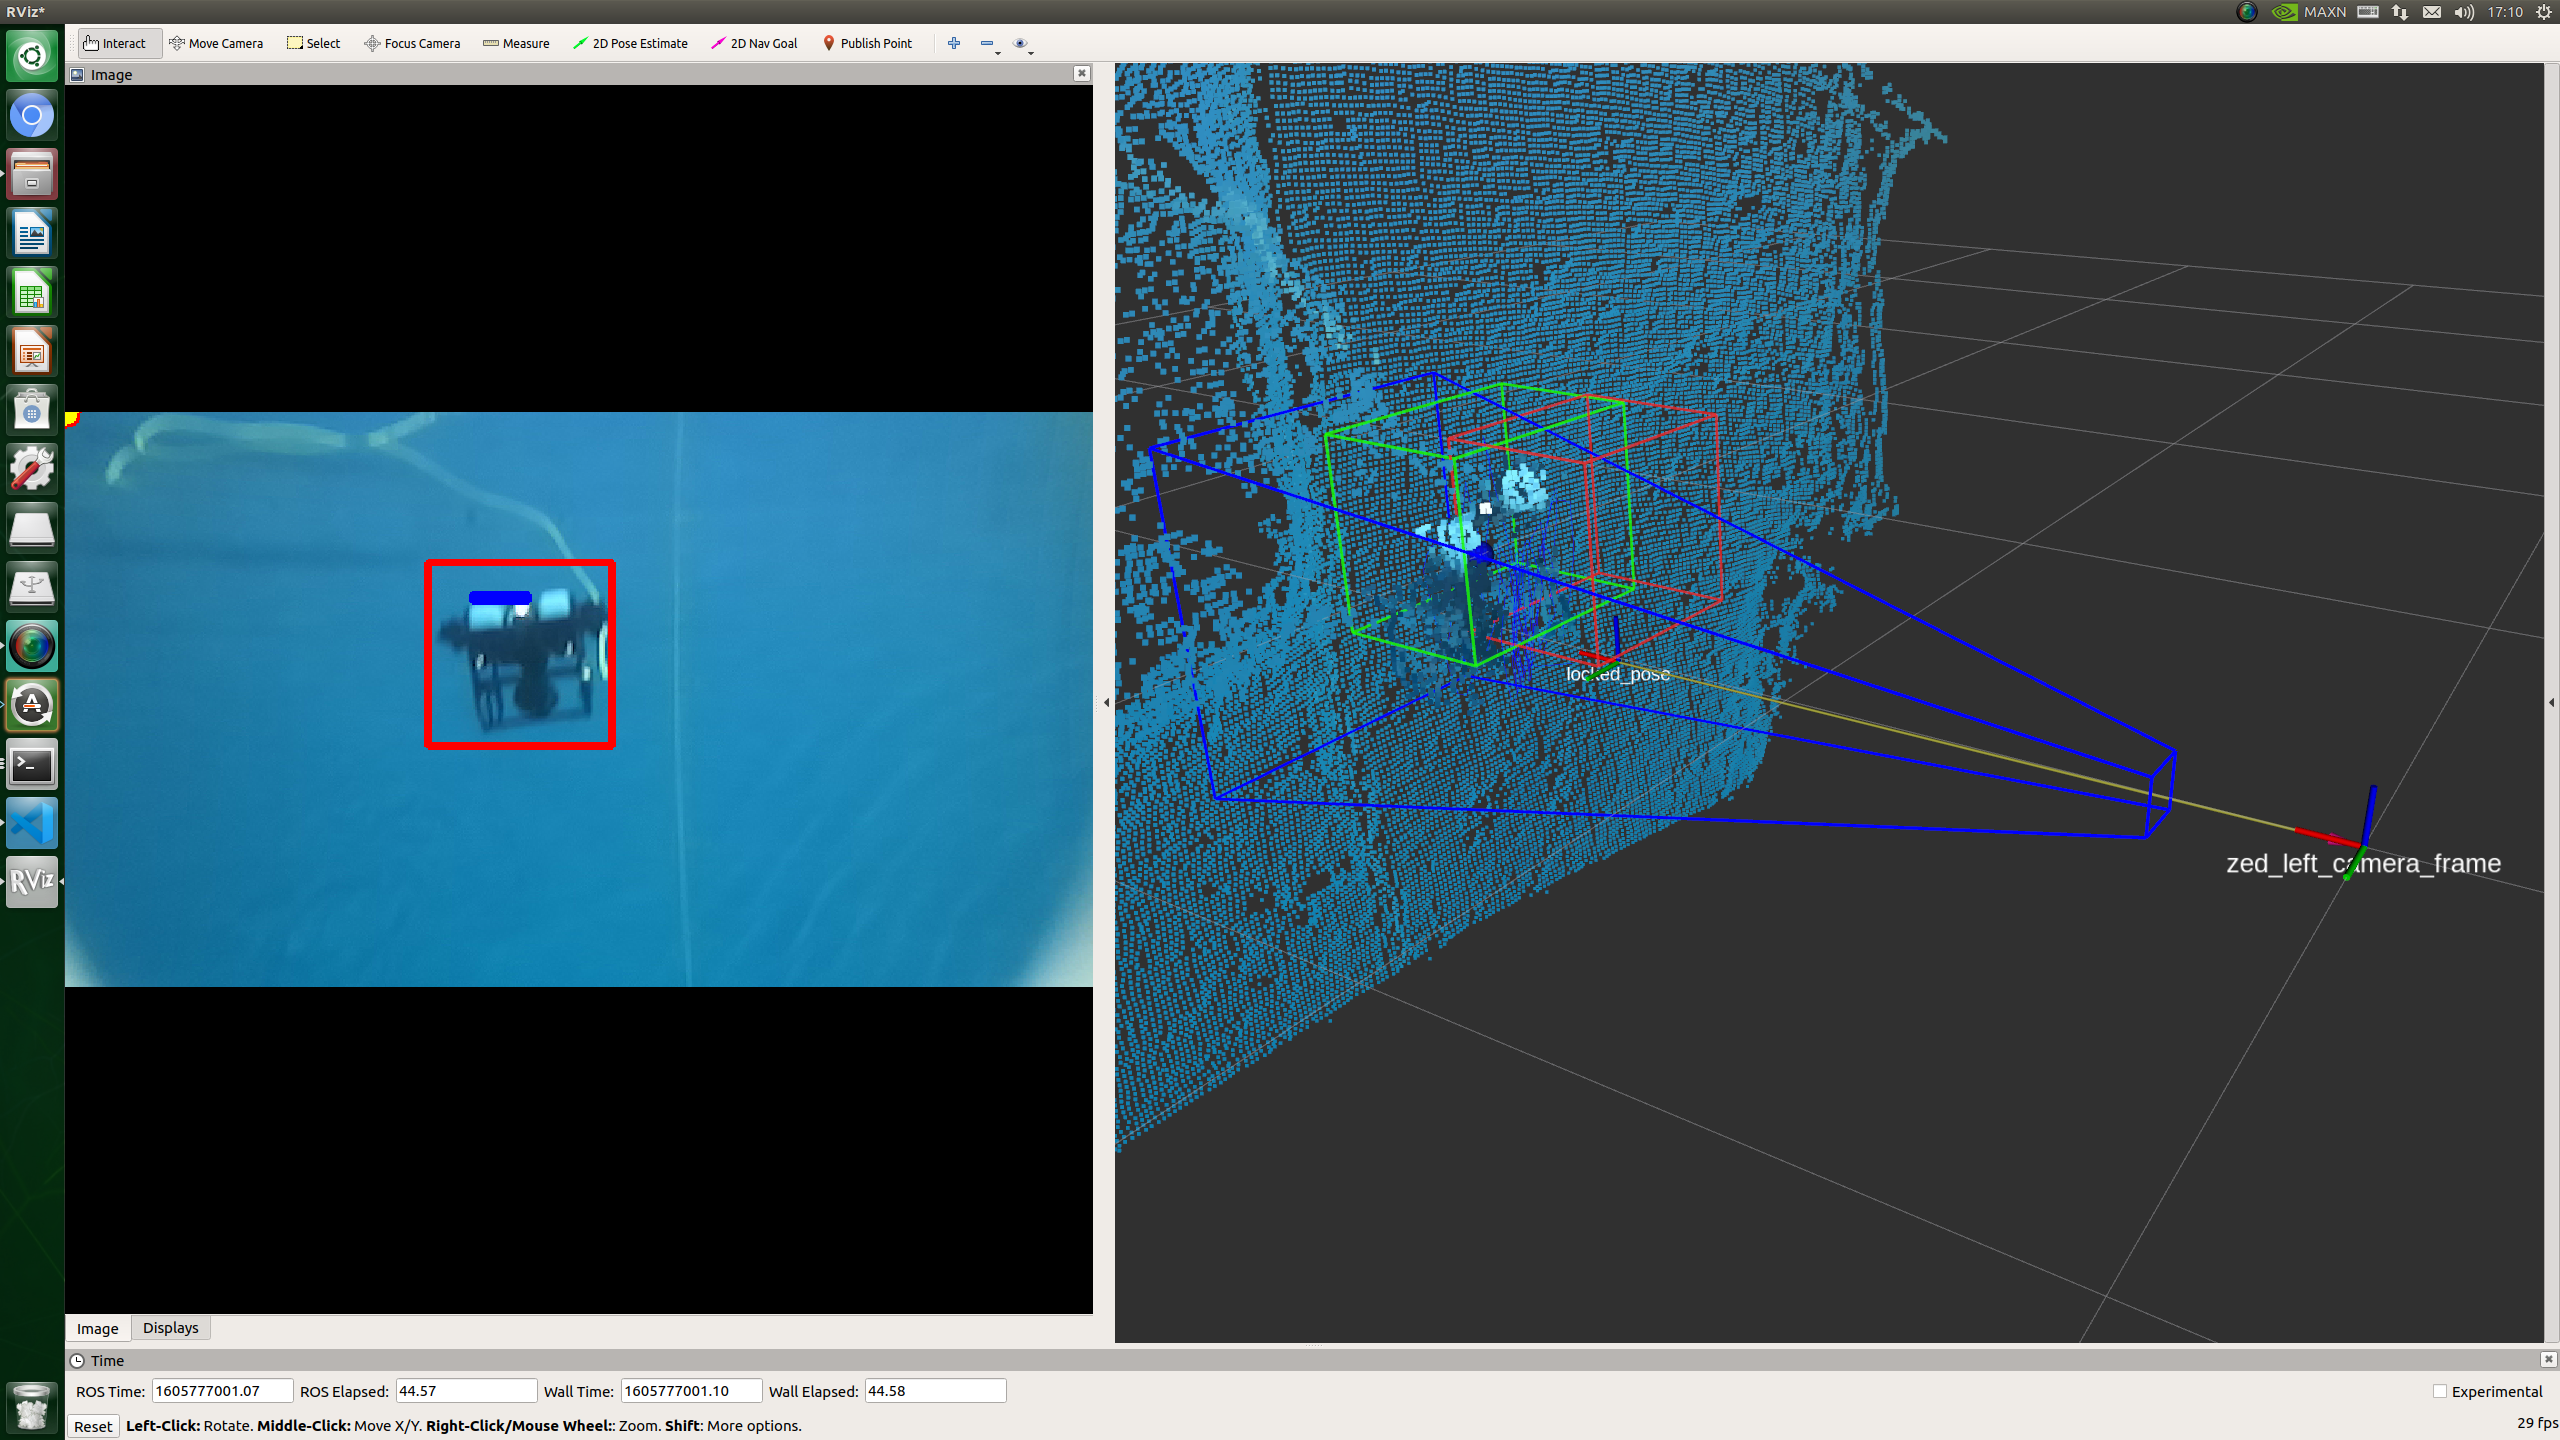 RViz*
MAXN
17:10
Interact
Move Camera
Select
Focus Camera
Measure
2D Pose Estimate
2D Nav Goal
Publish Point
Image
locked_pose
zed_left_camera_frame
RViz
Image
Displays
Time
ROS Time: 1605777001.07 ROS Elapsed: 44.57 Wall Time: 1605777001.10 Wall Elapsed: 44.58
Experimental
Reset Left-Click: Rotate. Middle-Click: Move X/Y. Right-Click/Mouse Wheel:: Zoom. Shift: More options.
29 fps